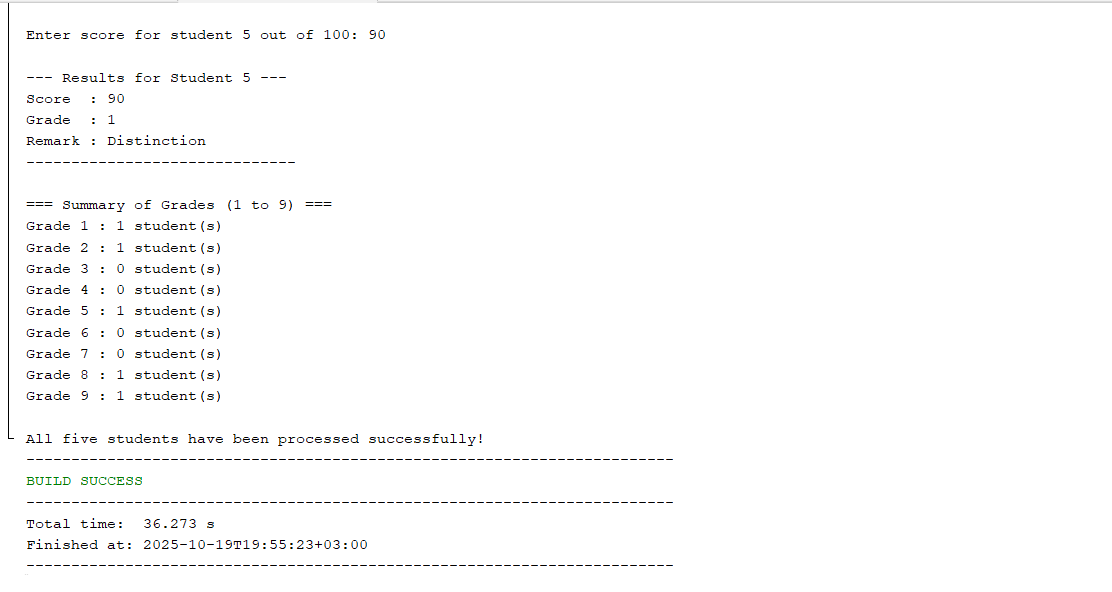 Enter score for student 5 out of 100: 90
--- Results for Student 5 ---
Score  : 90
Grade  : 1
Remark : Distinction
------------------------------
=== Summary of Grades (1 to 9) ===
Grade 1 : 1 student(s)
Grade 2 : 1 student(s)
Grade 3 : 0 student(s)
Grade 4 : 0 student(s)
Grade 5 : 1 student(s)
Grade 6 : 0 student(s)
Grade 7 : 0 student(s)
Grade 8 : 1 student(s)
Grade 9 : 1 student(s)
All five students have been processed successfully!
------------------------------------------------------------------------
BUILD SUCCESS
------------------------------------------------------------------------
Total time:  36.273 s
Finished at: 2025-10-19T19:55:23+03:00
------------------------------------------------------------------------